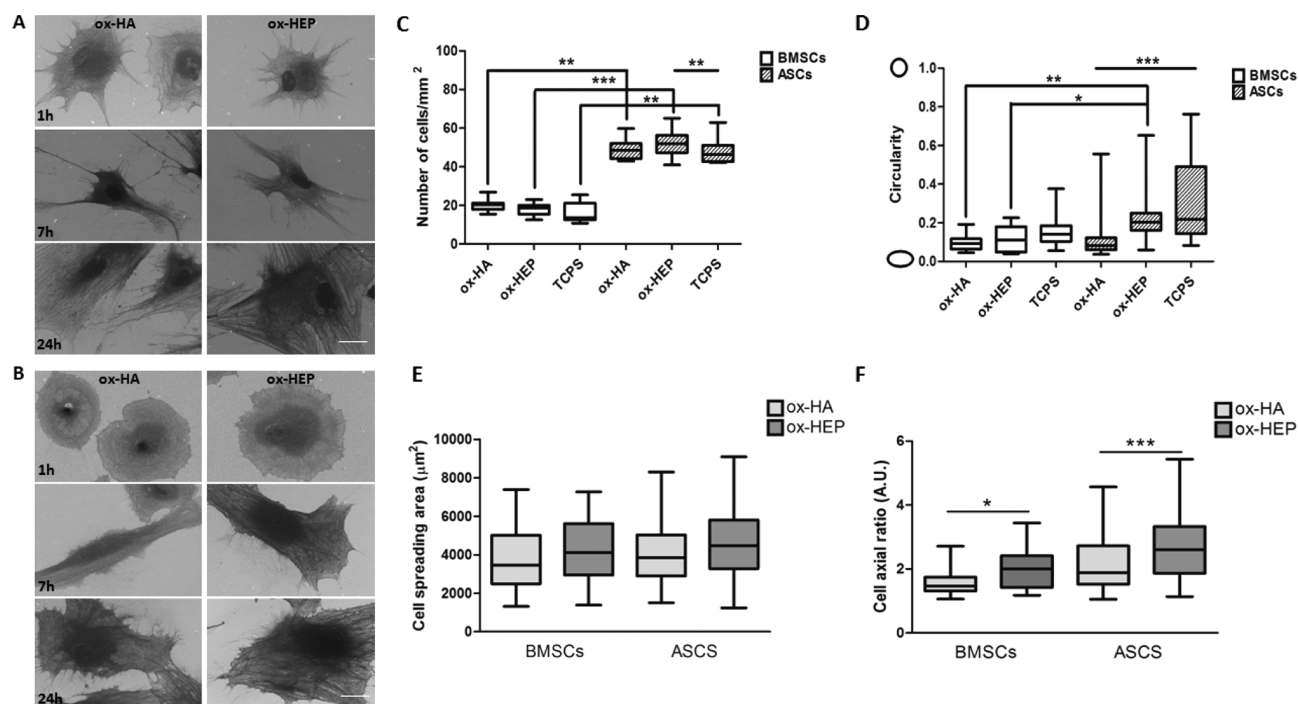 A
ox-HA
ox-HEP
1h
7h
24h
B
ox-HA
ox-HEP
1h
7h
24h
C
Number of cells/mm 2
100
80
60
40
20
0
**
***
**
**
BMSCs
ASCs
ox-HA
ox-HEP
TCPS
ox-HA
ox-HEP
TCPS
D
Circularity
1.0
0.8
0.6
0.4
0.2
0.0
**
*
***
BMSCs
ASCs
ox-HA
ox-HEP
TCPS
ox-HA
ox-HEP
TCPS
E
ox-HA
ox-HEP
Cell spreading area (μm2)
10000
8000
6000
4000
2000
0
BMSCs
ASCS
F
ox-HA
ox-HEP
Cell axial ratio (A.U.)
6
4
2
0
*
***
BMSCs
ASCS